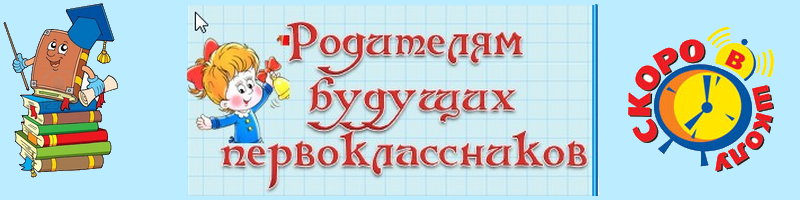 Родителям
будущих
первоклассников
СКОРО В ШКОЛУ